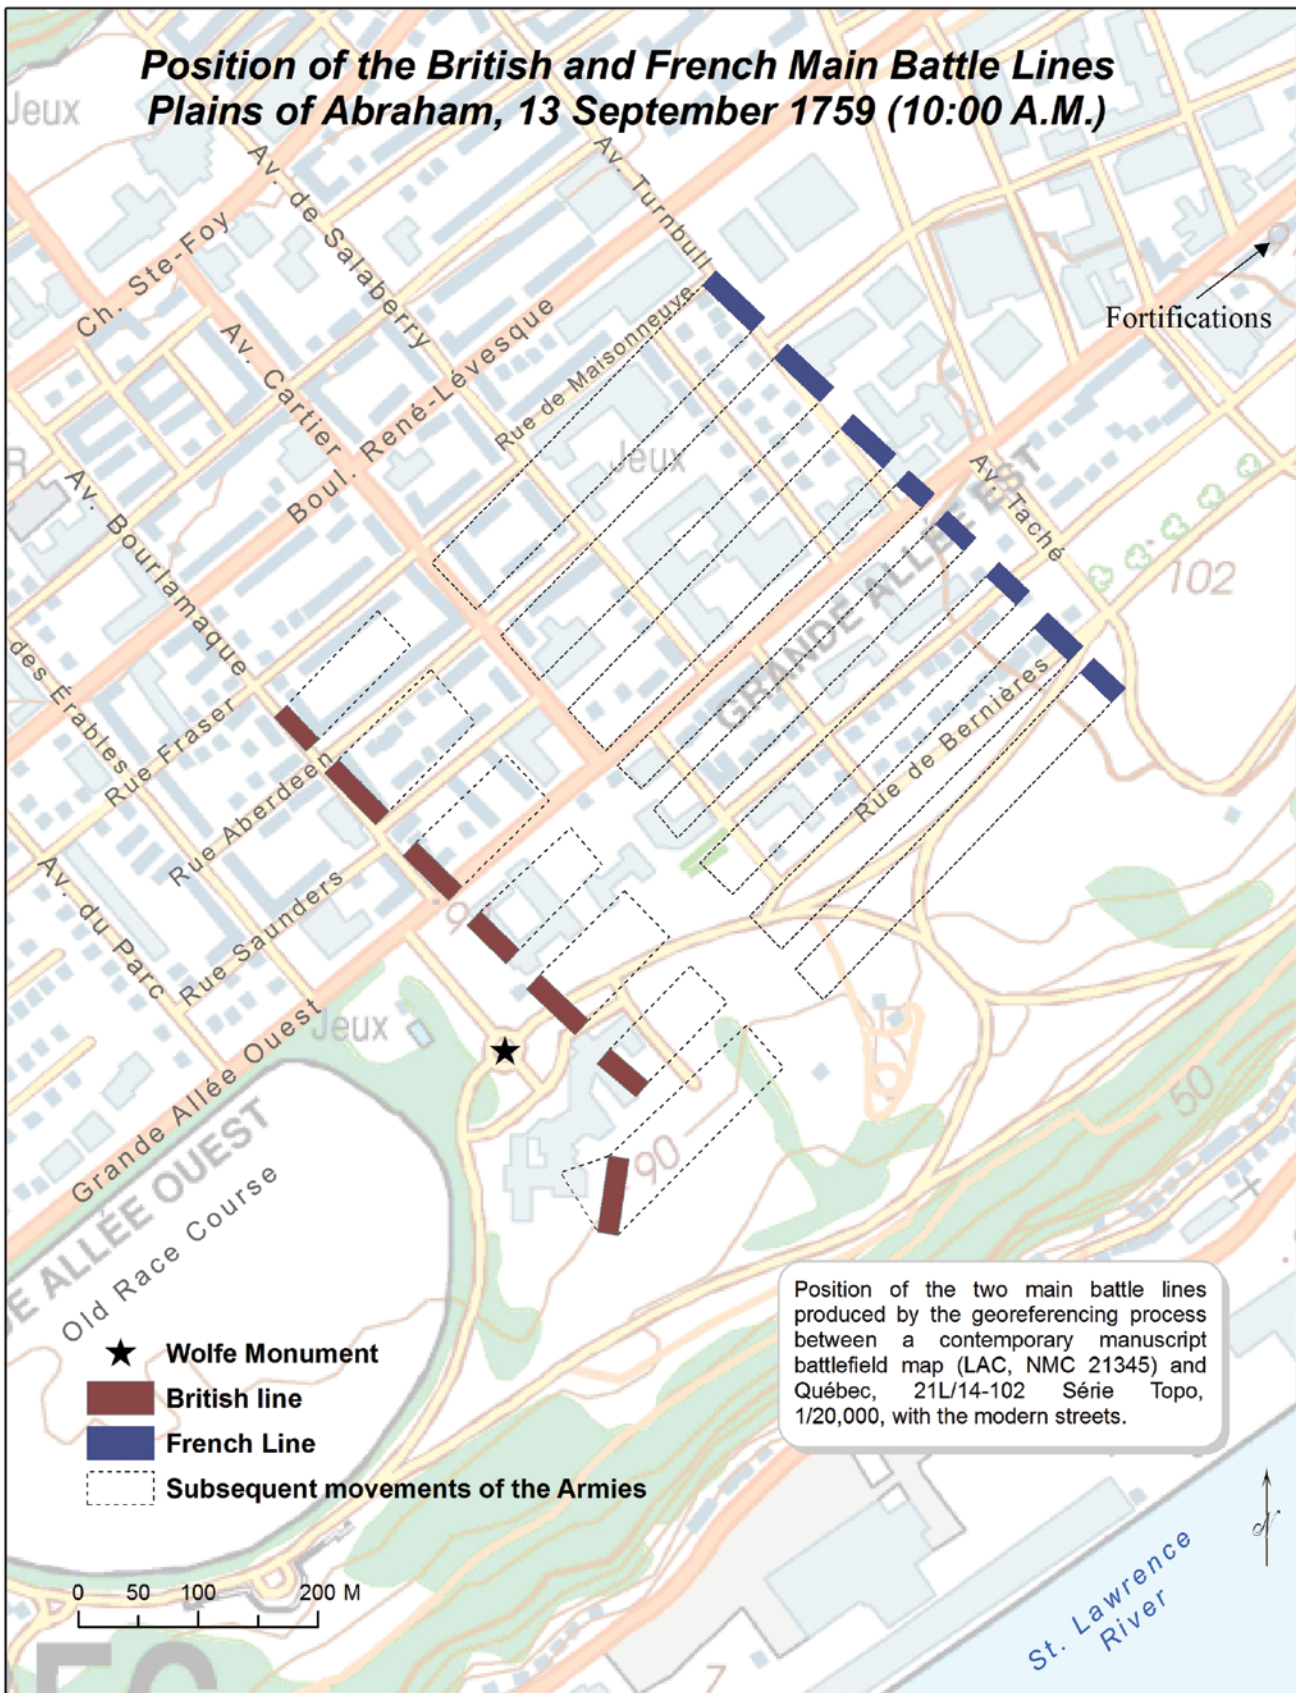 Position of the British and French Main Battle Lines
Plains of Abraham, 13 September 1759 (10:00 A.M.)
Jeux
Av. de Salaberry
Av. Turnbull
Ch. Ste-Foy
Fortifications
Av. Cartier
Rue de Maisonneuve
Boul. René-Lévesque
Jeux
R
Av. Bourlamaque
Av. Taché
GRANDE ALLÉE EST
102
des Érables
Rue Fraser
Rue Aberdeen
Rue de Bernières
Av. du Parc
Rue Saunders
Jeux
Grande Allée Ouest
DE ALLÉE OUEST
Old Race Course
90
50
Wolfe Monument
British line
French Line
Subsequent movements of the Armies
Position of the two main battle lines
produced by the georeferencing process
between a contemporary manuscript
battlefield map (LAC, NMC 21345) and
Québec, 21L/14-102 Série Topo,
1/20,000, with the modern streets.
0 50 100 200 M
N
St. Lawrence
River
7